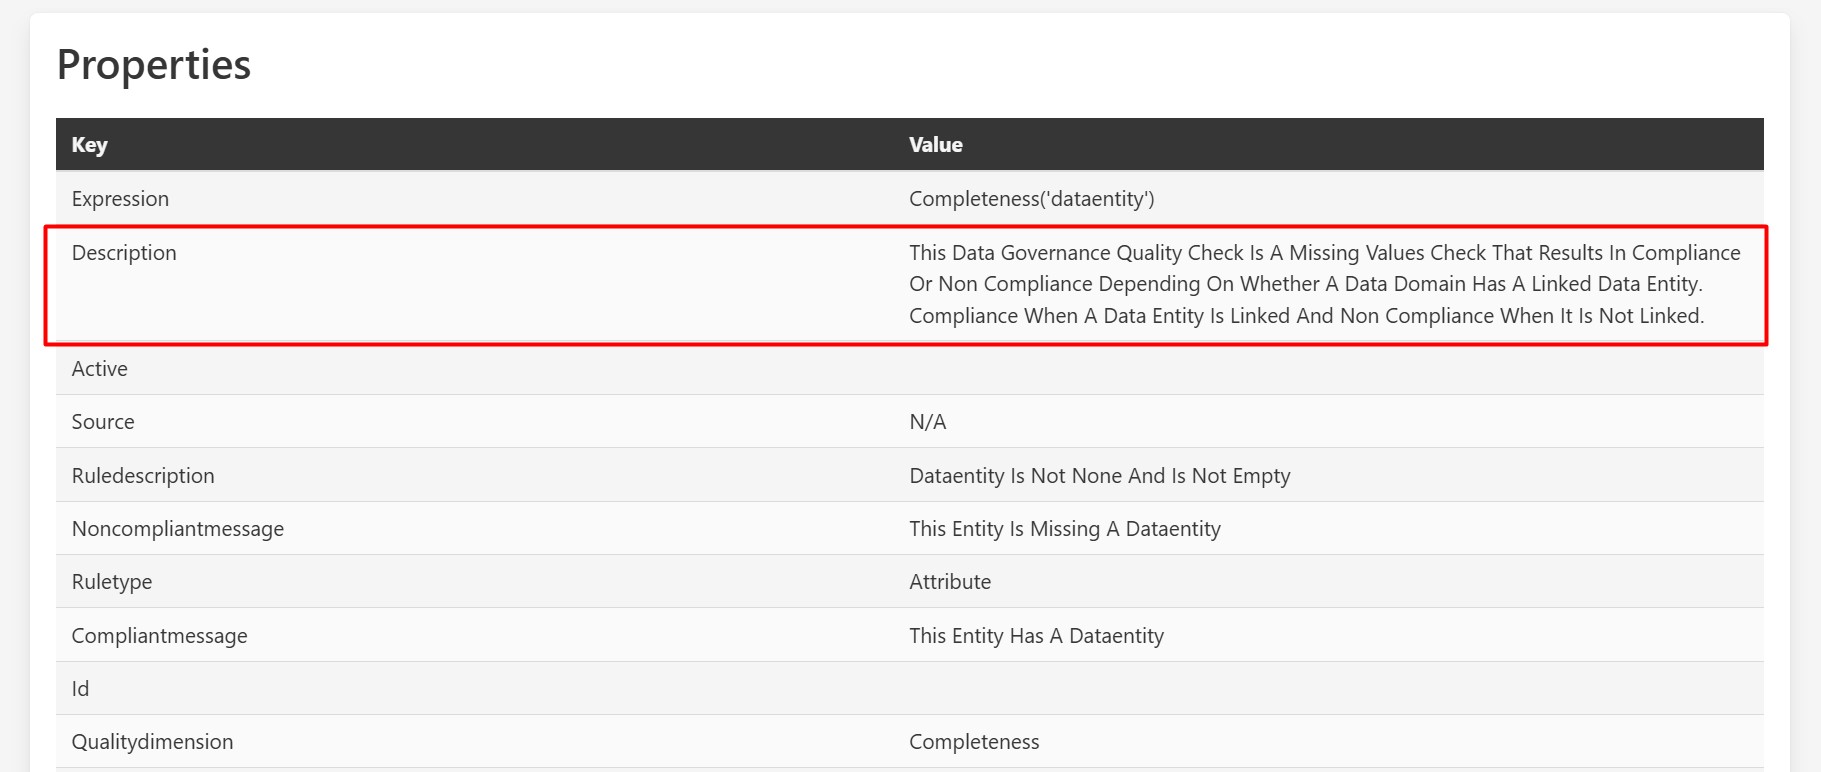 Properties
Key Value
Expression Completeness('dataentity')
Description This Data Governance Quality Check Is A Missing Values Check That Results In Compliance
Or Non Compliance Depending On Whether A Data Domain Has A Linked Data Entity.
Compliance When A Data Entity Is Linked And Non Compliance When It Is Not Linked.
Active
Source N/A
Ruledescription Dataentity Is Not None And Is Not Empty
Noncompliantmessage This Entity Is Missing A Dataentity
Ruletype Attribute
Compliantmessage This Entity Has A Dataentity
Id
Qualitydimension Completeness